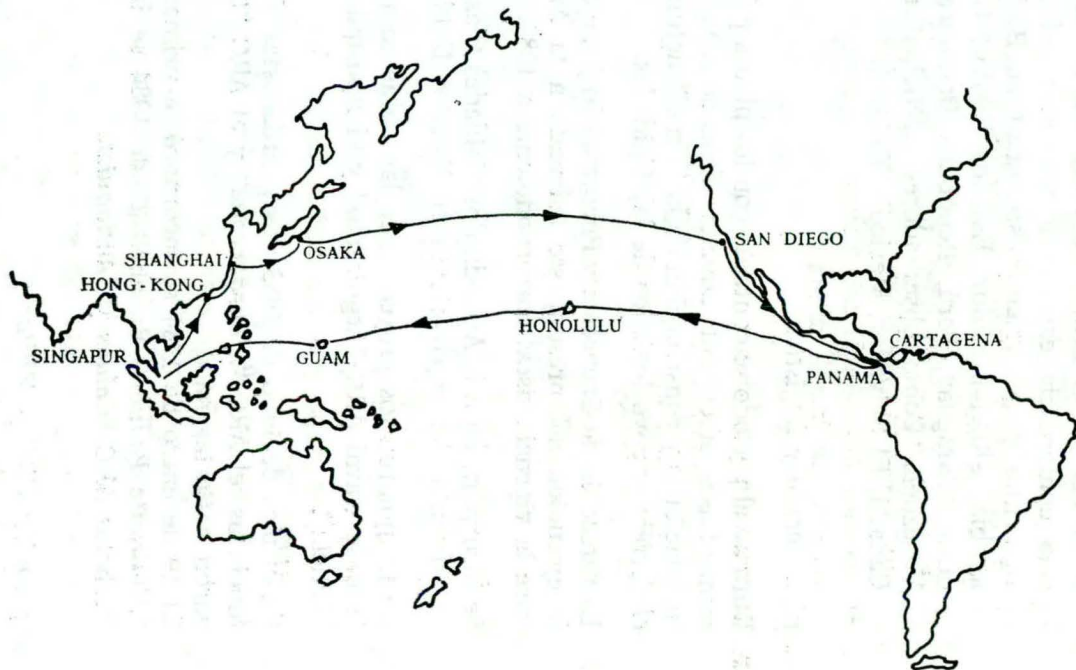 SHANGHAI
OSAKA
SAN DIEGO
HONG-KONG
HONOLULU
CARTAGENA
SINGAPUR
GUAM
PANAMA